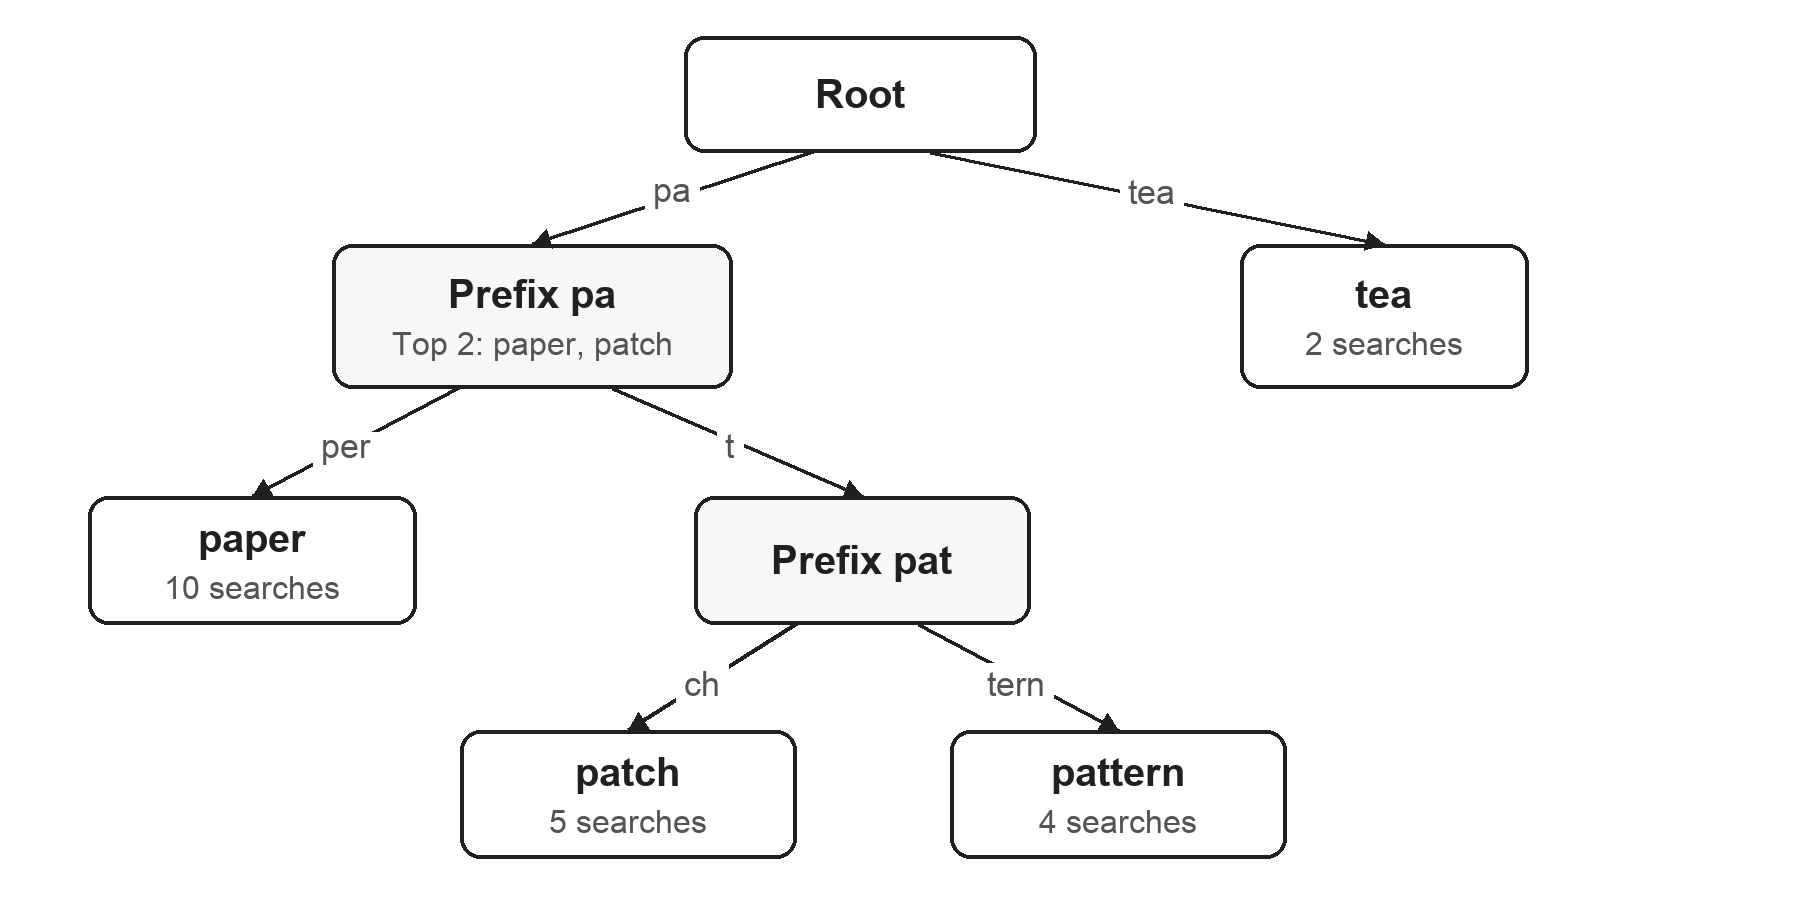 Root
pa
tea
Prefix pa
Top 2: paper, patch
tea
2 searches
per
t
paper
10 searches
Prefix pat
ch
tern
patch
5 searches
pattern
4 searches